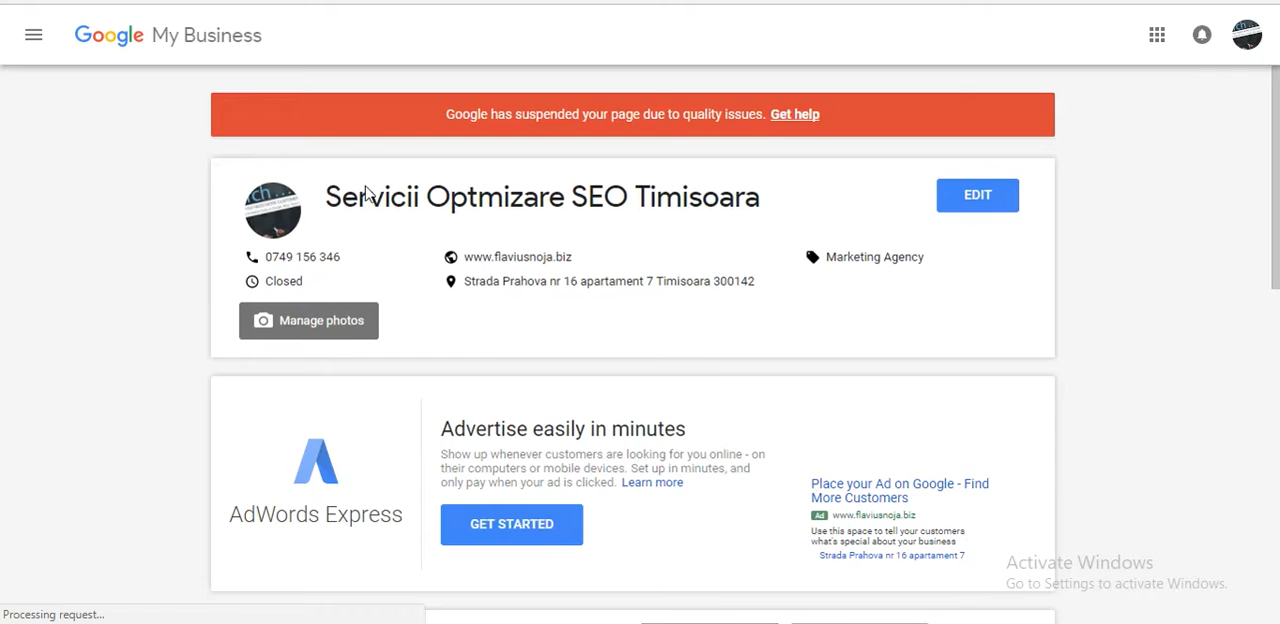 Google My Business
Google has suspended your page due to quality issues. Get help
ch...
Servicii Optmizare SEO Timisoara
EDIT
0749 156 346
www.flaviusnoja.biz
Marketing Agency
Closed
Strada Prahova nr 16 apartament 7 Timisoara 300142
Manage photos
AdWords Express
Advertise easily in minutes
Show up whenever customers are looking for you online - on
their computers or mobile devices. Set up in minutes, and
only pay when your ad is clicked. Learn more
GET STARTED
Place your Ad on Google - Find
More Customers
Ad www.flaviusnoja.biz
Use this space to tell your customers
what's special about your business
Strada Prahova nr 16 apartament 7
Activate Windows
Go to Settings to activate Windows.
Processing request...